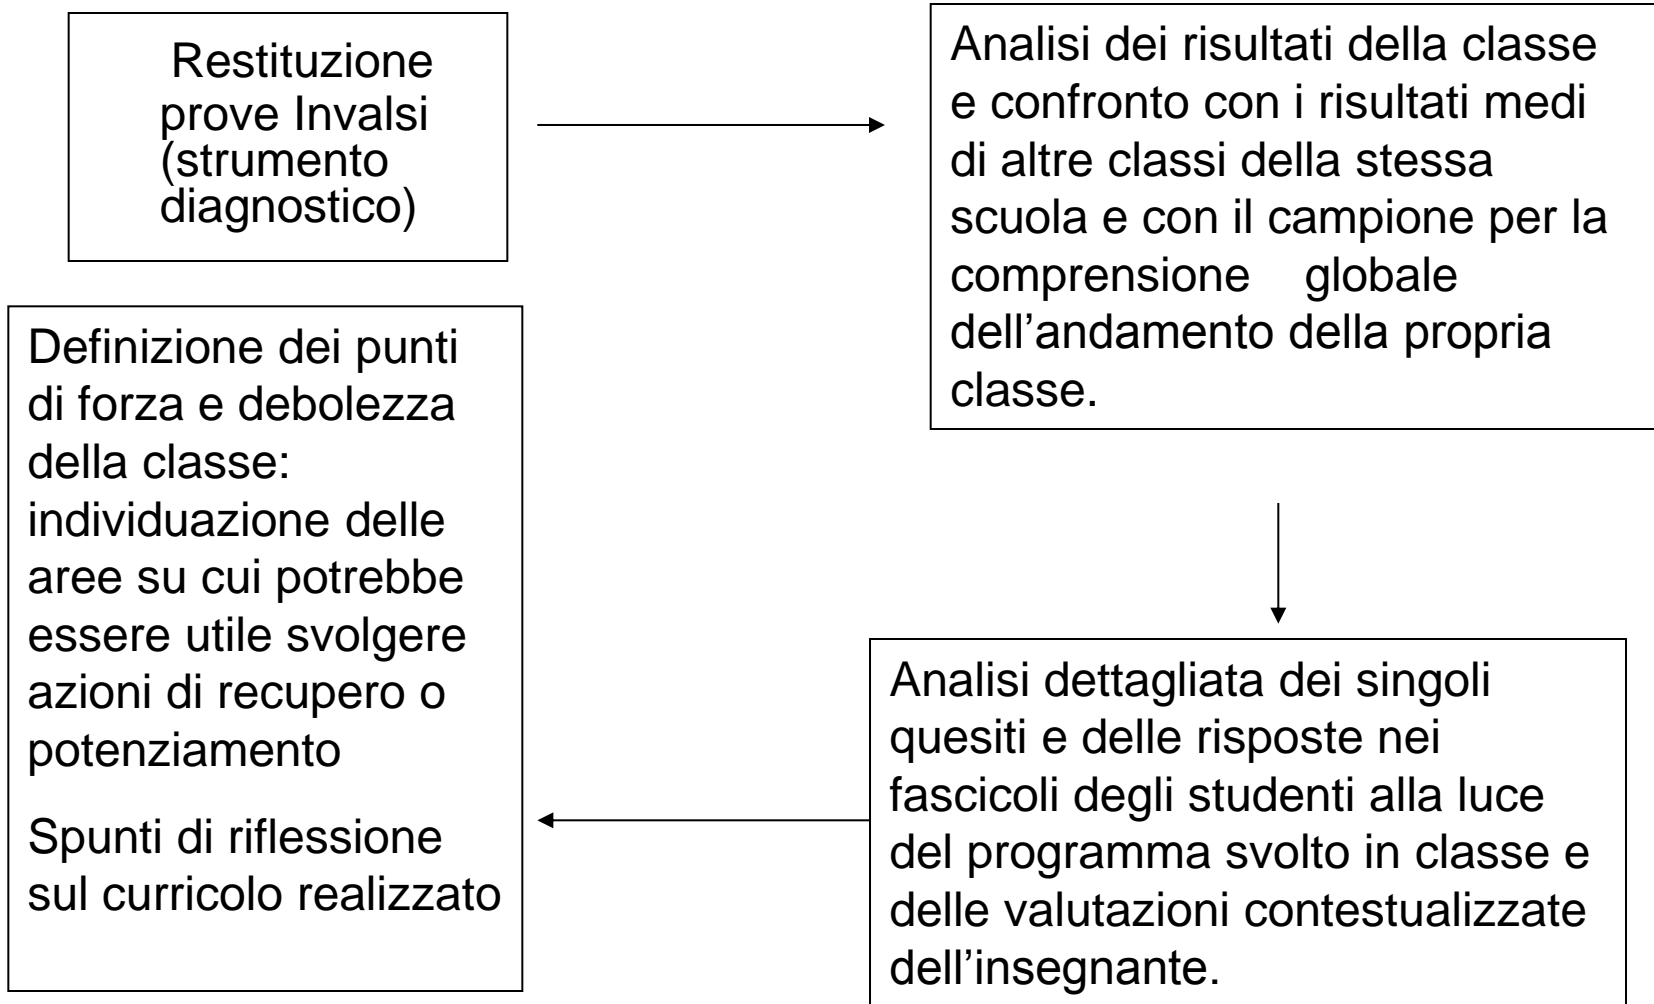 Restituzione
prove Invalsi
(strumento
diagnostico)
Analisi dei risultati della classe
e confronto con i risultati medi
di altre classi della stessa
scuola e con il campione per la
comprensione globale
dell’andamento della propria
classe.
Analisi dettagliata dei singoli
quesiti e delle risposte nei
fascicoli degli studenti alla luce
del programma svolto in classe e
delle valutazioni contestualizzate
dell’insegnante.
Definizione dei punti
di forza e debolezza
della classe:
individuazione delle
aree su cui potrebbe
essere utile svolgere
azioni di recupero o
potenziamento
Spunti di riflessione
sul curricolo realizzato